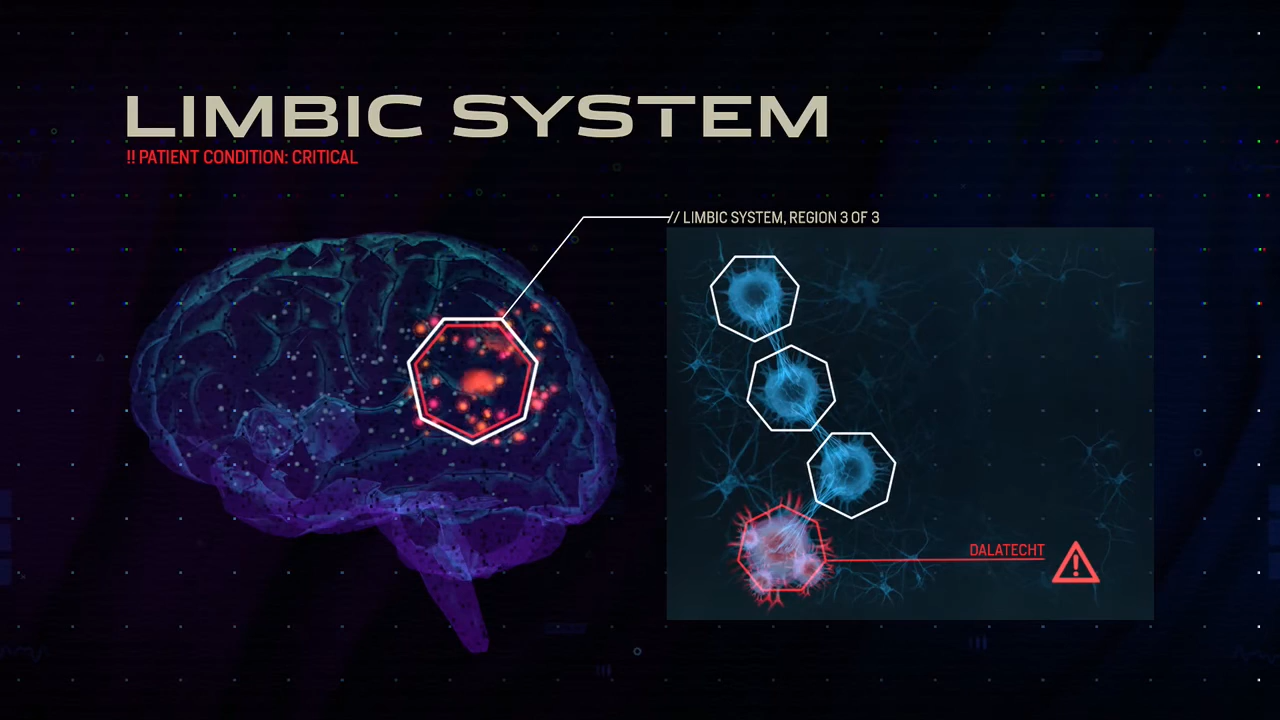 LIMBIC SYSTEM
!! PATIENT CONDITION: CRITICAL
// LIMBIC SYSTEM, REGION 3 OF 3
DALATECHT